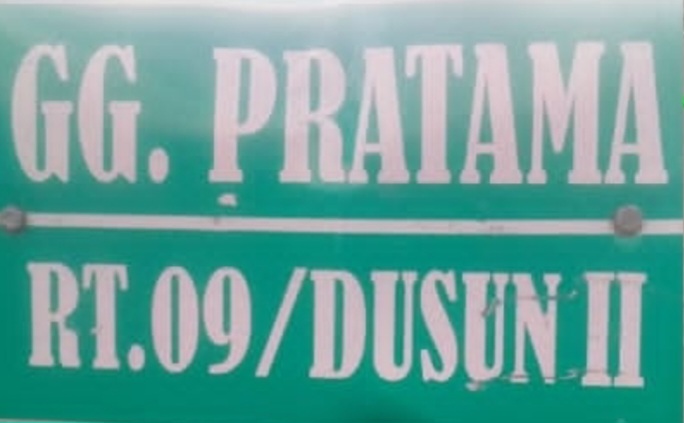 GG. PRATAMA
RT.09/DUSUN II